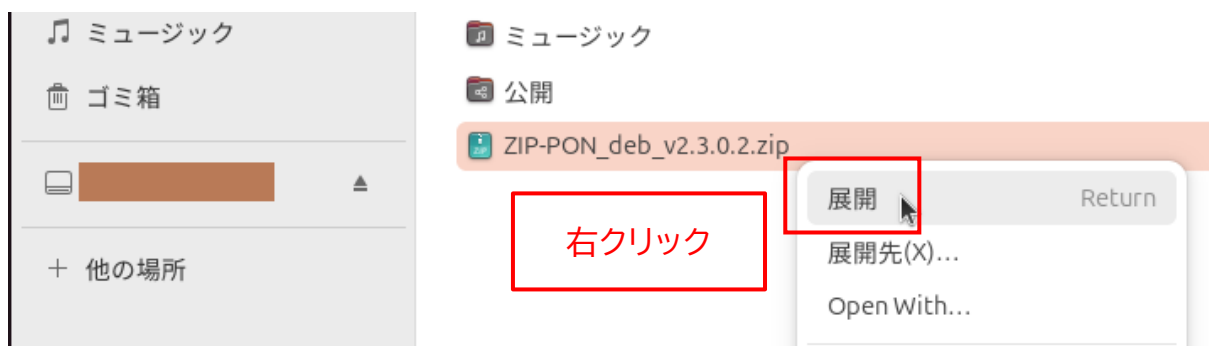 ミュージック
ゴミ箱
他の場所
ミュージック
公開
ZIP-PON_deb_v2.3.0.2.zip
右クリック
展開 Return
展開先(X)...
Open With...